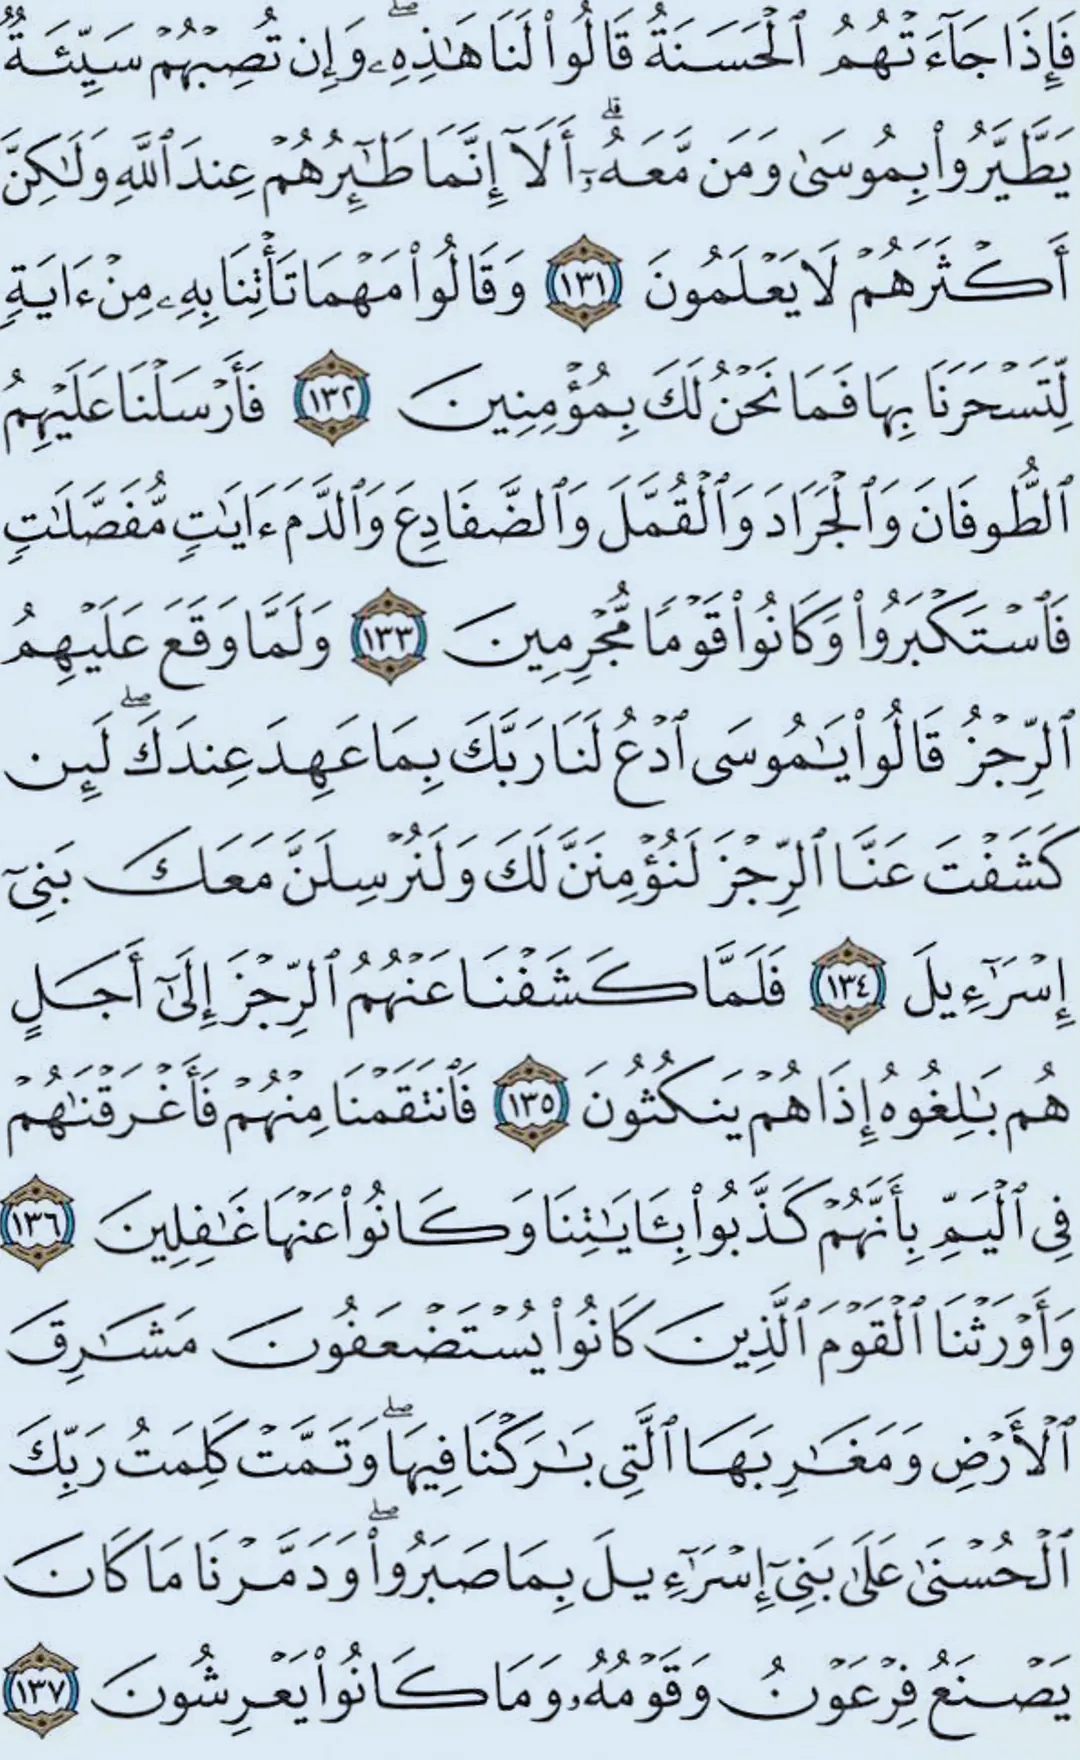 فَإِذَا جَآءَتْهُمُ ٱلْحَسَنَةُ قَالُوا۟ لَنَا هَٰذِهِۦ ۖ وَإِن تُصِبْهُمْ سَيِّئَةٌ
يَطَّيَّرُوا۟ بِمُوسَىٰ وَمَن مَّعَهُۥٓ ۗ أَلَآ إِنَّمَا طَٰٓئِرُهُمْ عِندَ ٱللَّهِ وَلَٰكِنَّ
أَكْثَرَهُمْ لَا يَعْلَمُونَ ١٣١ وَقَالُوا۟ مَهْمَا تَأْتِنَا بِهِۦ مِنْ ءَايَةٍ
لِّتَسْحَرَنَا بِهَا فَمَا نَحْنُ لَكَ بِمُؤْمِنِينَ ١٣٢ فَأَرْسَلْنَا عَلَيْهِمُ
ٱلطُّوفَانَ وَٱلْجَرَادَ وَٱلْقُمَّلَ وَٱلضَّفَادِعَ وَٱلدَّمَ ءَايَٰتٍ مُّفَصَّلَٰتٍ
فَٱسْتَكْبَرُوا۟ وَكَانُوا۟ قَوْمًا مُّجْرِمِينَ ١٣٣ وَلَمَّا وَقَعَ عَلَيْهِمُ
ٱلرِّجْزُ قَالُوا۟ يَٰمُوسَى ٱدْعُ لَنَا رَبَّكَ بِمَا عَهِدَ عِندَكَ ۖ لَئِن
كَشَفْتَ عَنَّا ٱلرِّجْزَ لَنُؤْمِنَنَّ لَكَ وَلَنُرْسِلَنَّ مَعَكَ بَنِىٓ
إِسْرَٰٓءِيلَ ١٣٤ فَلَمَّا كَشَفْنَا عَنْهُمُ ٱلرِّجْزَ إِلَىٰٓ أَجَلٍ
هُم بَٰلِغُوهُ إِذَا هُمْ يَنكُثُونَ ١٣٥ فَٱنتَقَمْنَا مِنْهُمْ فَأَغْرَقْنَٰهُمْ
فِى ٱلْيَمِّ بِأَنَّهُمْ كَذَّبُوا۟ بِـَٔايَٰتِنَا وَكَانُوا۟ عَنْهَا غَٰفِلِينَ ١٣٦
وَأَوْرَثْنَا ٱلْقَوْمَ ٱلَّذِينَ كَانُوا۟ يُسْتَضْعَفُونَ مَشَٰرِقَ
ٱلْأَرْضِ وَمَغَٰرِبَهَا ٱلَّتِى بَٰرَكْنَا فِيهَا ۖ وَتَمَّتْ كَلِمَتُ رَبِّكَ
ٱلْحُسْنَىٰ عَلَىٰ بَنِىٓ إِسْرَٰٓءِيلَ بِمَا صَبَرُوا۟ ۖ وَدَمَّرْنَا مَا كَانَ
يَصْنَعُ فِرْعَوْنُ وَقَوْمُهُۥ وَمَا كَانُوا۟ يَعْرِشُونَ ١٣٧